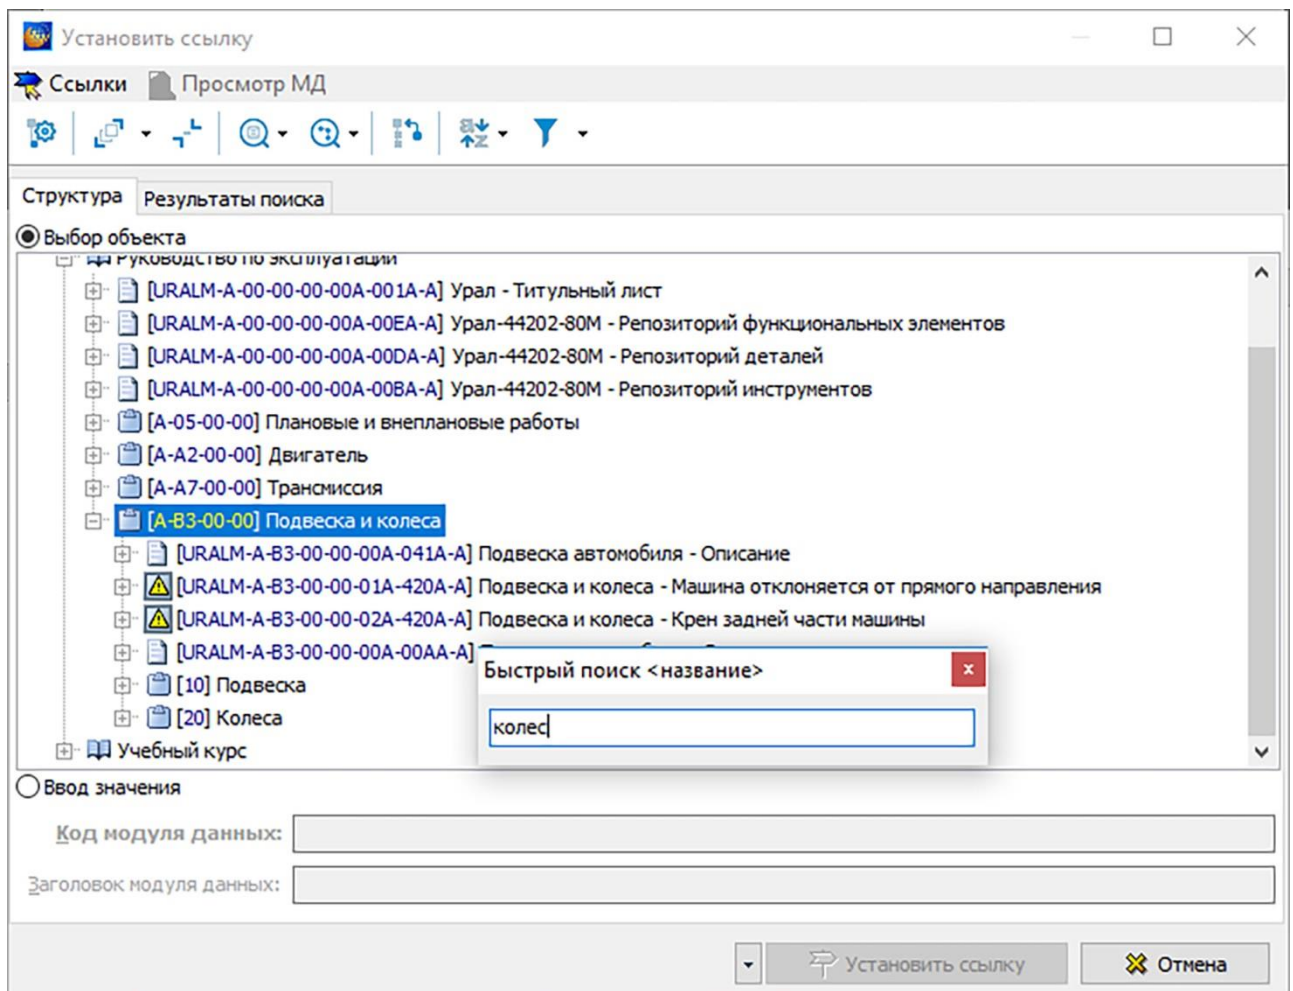 Установить ссылку
Ссылки Просмотр МД
Структура Результаты поиска
Выбор объекта
Руководство по эксплуатации
[URALM-A-00-00-00-00A-001A-A] Урал - Титульный лист
[URALM-A-00-00-00-00A-00EA-A] Урал-44202-80М - Репозиторий функциональных элементов
[URALM-A-00-00-00-00A-00DA-A] Урал-44202-80М - Репозиторий деталей
[URALM-A-00-00-00-00A-00BA-A] Урал-44202-80М - Репозиторий инструментов
[A-05-00-00] Плановые и внеплановые работы
[A-A2-00-00] Двигатель
[A-A7-00-00] Трансмиссия
[A-B3-00-00] Подвеска и колеса
[URALM-A-B3-00-00-00A-041A-A] Подвеска автомобиля - Описание
[URALM-A-B3-00-00-01A-420A-A] Подвеска и колеса - Машина отклоняется от прямого направления
[URALM-A-B3-00-00-02A-420A-A] Подвеска и колеса - Крен задней части машины
[URALM-A-B3-00-00-00A-00AA-A]
Быстрый поиск <название>
[10] Подвеска
[20] Колеса
колес
Учебный курс
Ввод значения
Код модуля данных:
Заголовок модуля данных:
Установить ссылку Отмена